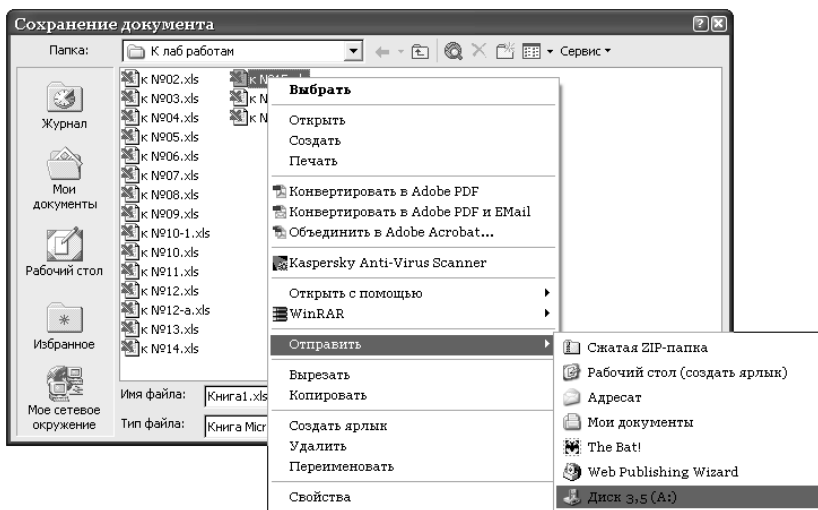 Сохранение документа
Папка:
К лаб работам
Сервис
Журнал
Мои документы
Рабочий стол
Избранное
Мое сетевое окружение
к №02.xls
к №03.xls
к №04.xls
к №05.xls
к №06.xls
к №07.xls
к №08.xls
к №09.xls
к №10-1.xls
к №10.xls
к №11.xls
к №12.xls
к №12-а.xls
к №13.xls
к №14.xls
к
к
к
Имя файла:
Книга1.xls
Тип файла:
Книга Micr
Выбрать
Открыть
Создать
Печать
Конвертировать в Adobe PDF
Конвертировать в Adobe PDF и EMail
Объединить в Adobe Acrobat...
Kaspersky Anti-Virus Scanner
Открыть с помощью
WinRAR
Отправить
Вырезать
Копировать
Создать ярлык
Удалить
Переименовать
Свойства
Сжатая ZIP-папка
Рабочий стол (создать ярлык)
Адресат
Мои документы
The Bat!
Web Publishing Wizard
Диск 3,5 (A:)